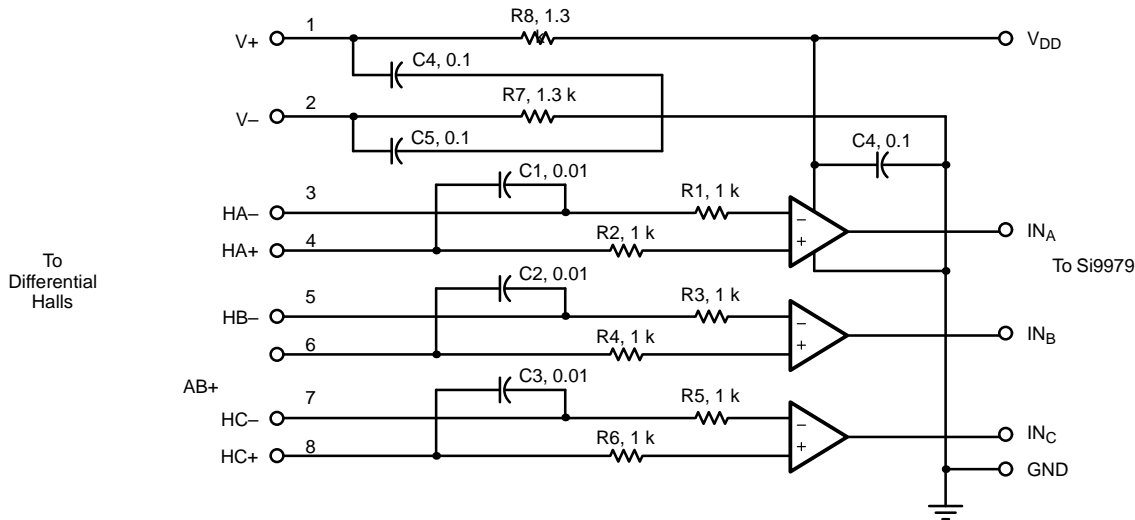 R8, 1.3 k
V+ 1
VDD
C4, 0.1
V– 2
R7, 1.3 k
C5, 0.1
C4, 0.1
C1, 0.01
HA– 3
R1, 1 k
–
HA+ 4
R2, 1 k
+
INA
To
Differential
Halls
To Si9979
C2, 0.01
HB– 5
R3, 1 k
–
6
R4, 1 k
+
INB
AB+
C3, 0.01
HC– 7
R5, 1 k
–
HC+ 8
R6, 1 k
+
INC
GND